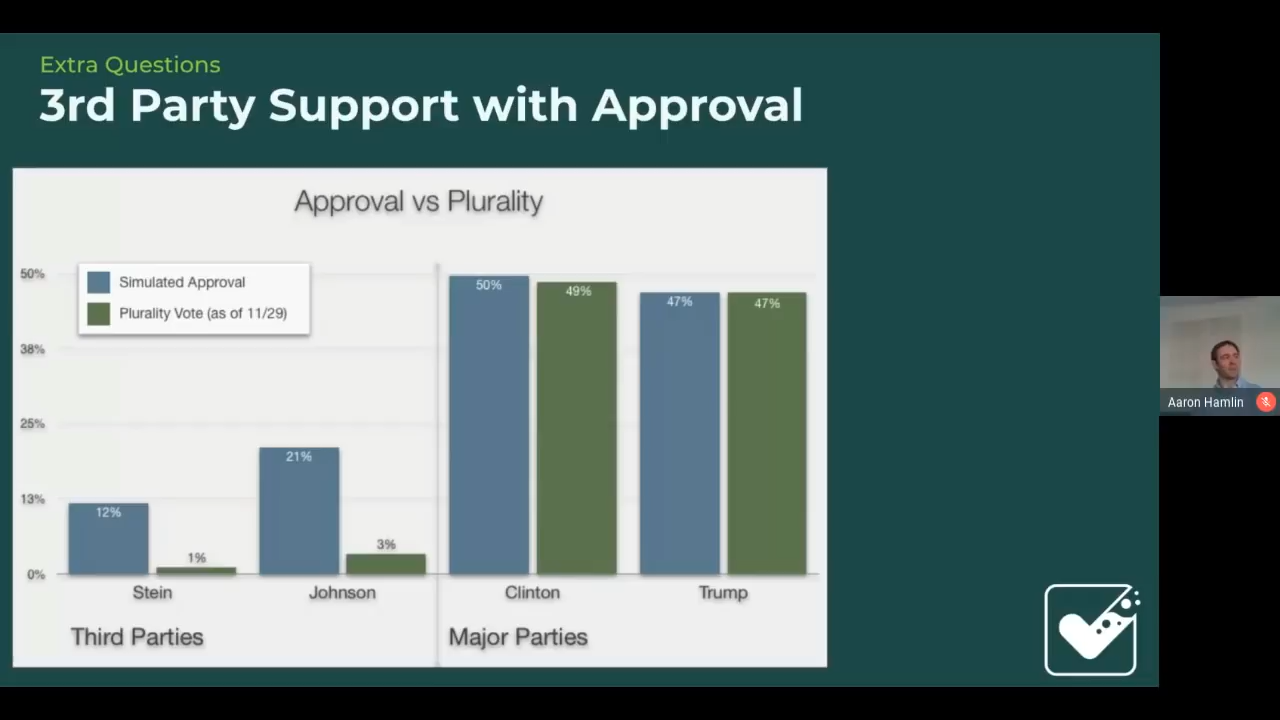 Extra Questions
3rd Party Support with Approval
Approval vs Plurality
Simulated Approval
Plurality Vote (as of 11/29)
50%
38%
25%
13%
0%
12%
1%
21%
3%
50%
49%
47%
47%
Stein
Johnson
Clinton
Trump
Third Parties
Major Parties
Aaron Hamlin